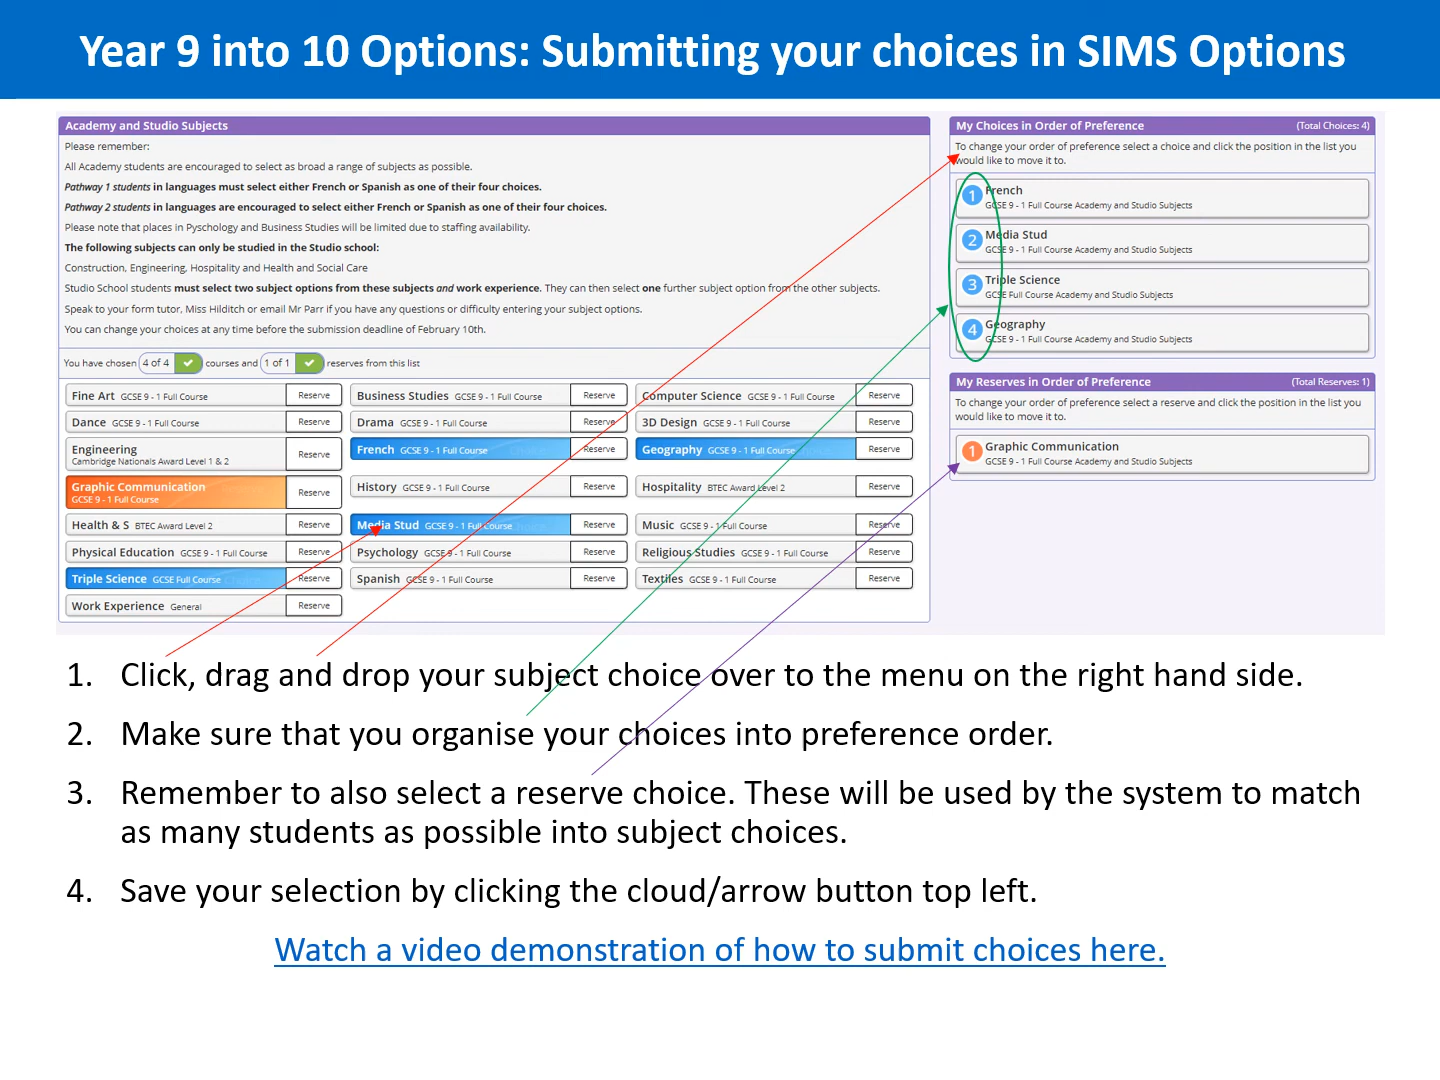 Year 9 into 10 Options: Submitting your choices in SIMS Options
Academy and Studio Subjects
Please remember:
All Academy students are encouraged to select as broad a range of subjects as possible.
Pathway 1 students in languages must select either French or Spanish as one of their four choices.
Pathway 2 students in languages are encouraged to select either French or Spanish as one of their four choices.
Please note that places in Pyschology and Business Studies will be limited due to staffing availability.
The following subjects can only be studied in the Studio school:
Construction, Engineering, Hospitality and Health and Social Care
Studio School students must select two subject options from these subjects and work experience. They can then select one further subject option from the other subjects.
Speak to your form tutor, Miss Hilditch or email Mr Parr if you have any questions or difficulty entering your subject options.
You can change your choices at any time before the submission deadline of February 10th.
You have chosen 4 of 4 courses and 1 of 1 reserves from this list
Fine Art GCSE 9 - 1 Full Course Reserve
Business Studies GCSE 9 - 1 Full Course Reserve
Computer Science GCSE 9 - 1 Full Course Reserve
Dance GCSE 9 - 1 Full Course Reserve
Drama GCSE 9 - 1 Full Course Reserve
3D Design GCSE 9 - 1 Full Course Reserve
Engineering
Cambridge Nationals Award Level 1 & 2
Reserve
French GCSE 9 - 1 Full Course Reserve
Geography GCSE 9 - 1 Full Course Reserve
Graphic Communication
GCSE 9 - 1 Full Course
Reserve
History GCSE 9 - 1 Full Course Reserve
Hospitality BTEC Award Level 2 Reserve
Health & S BTEC Award Level 2 Reserve
Media Stud GCSE 9 - 1 Full Course Reserve
Music GCSE 9 - 1 Full Course Reserve
Physical Education GCSE 9 - 1 Full Course Reserve
Psychology GCSE 9 - 1 Full Course Reserve
Religious Studies GCSE 9 - 1 Full Course Reserve
Triple Science GCSE Full Course Reserve
Spanish GCSE 9 - 1 Full Course Reserve
Textiles GCSE 9 - 1 Full Course Reserve
Work Experience General Reserve
My Choices in Order of Preference (Total Choices: 4)
To change your order of preference select a choice and click the position in the list you
would like to move it to.
1 French
GCSE 9 - 1 Full Course Academy and Studio Subjects
2 Media Stud
GCSE 9 - 1 Full Course Academy and Studio Subjects
3 Triple Science
GCSE Full Course Academy and Studio Subjects
4 Geography
GCSE 9 - 1 Full Course Academy and Studio Subjects
My Reserves in Order of Preference (Total Reserves: 1)
To change your order of preference select a reserve and click the position in the list you
would like to move it to.
1 Graphic Communication
GCSE 9 - 1 Full Course Academy and Studio Subjects
1. Click, drag and drop your subject choice over to the menu on the right hand side.
2. Make sure that you organise your choices into preference order.
3. Remember to also select a reserve choice. These will be used by the system to match
as many students as possible into subject choices.
4. Save your selection by clicking the cloud/arrow button top left.
Watch a video demonstration of how to submit choices here.